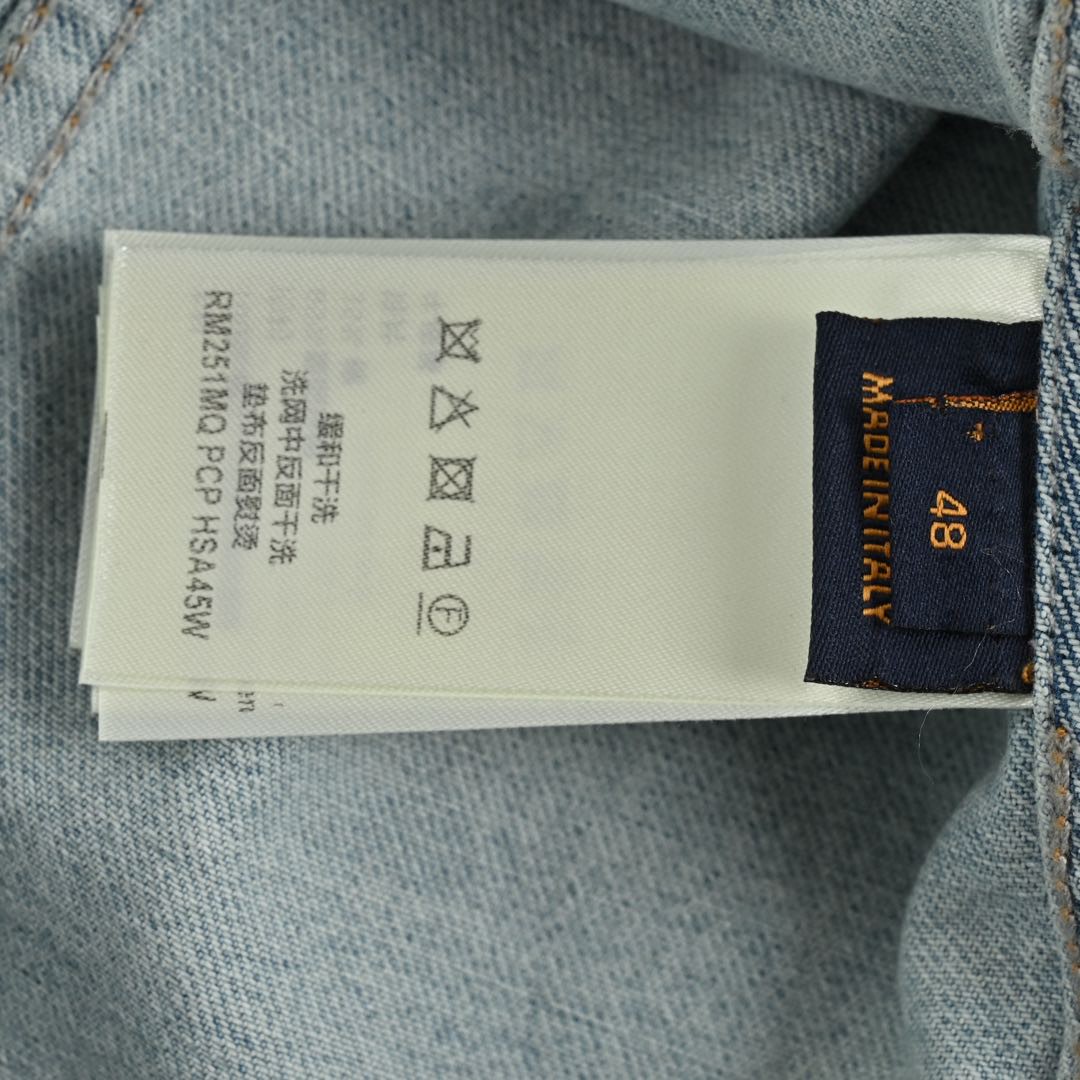 MADE IN ITALY
48
F
缓和干洗
洗网中反面干洗
垫布反面熨烫
RM251MQ PCP HSA45W